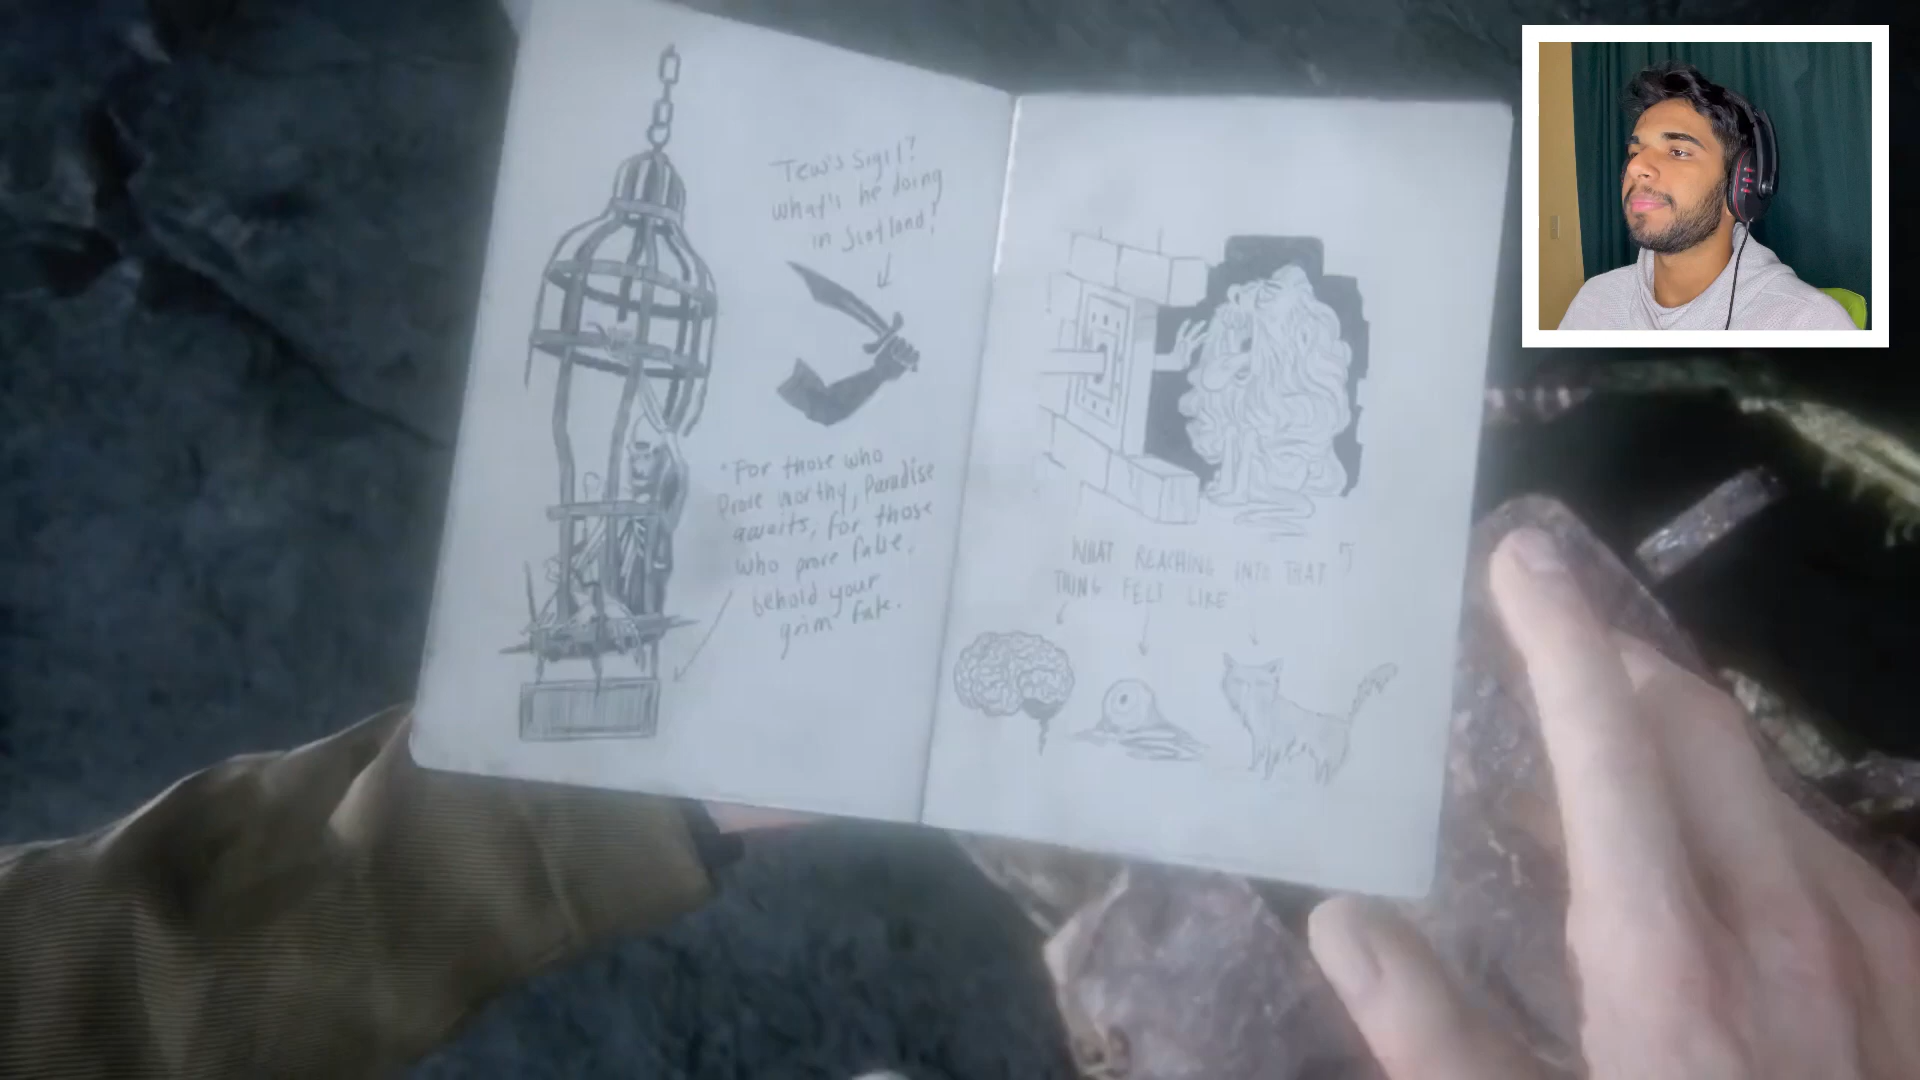 Tew's Sigil?
what's he doing
in Scotland?
"For those who
Prove worthy, Paradise
awaits, for those
who prove false,
behold your
grim fate.
WHAT REACHING INTO THAT
THING FELT LIKE